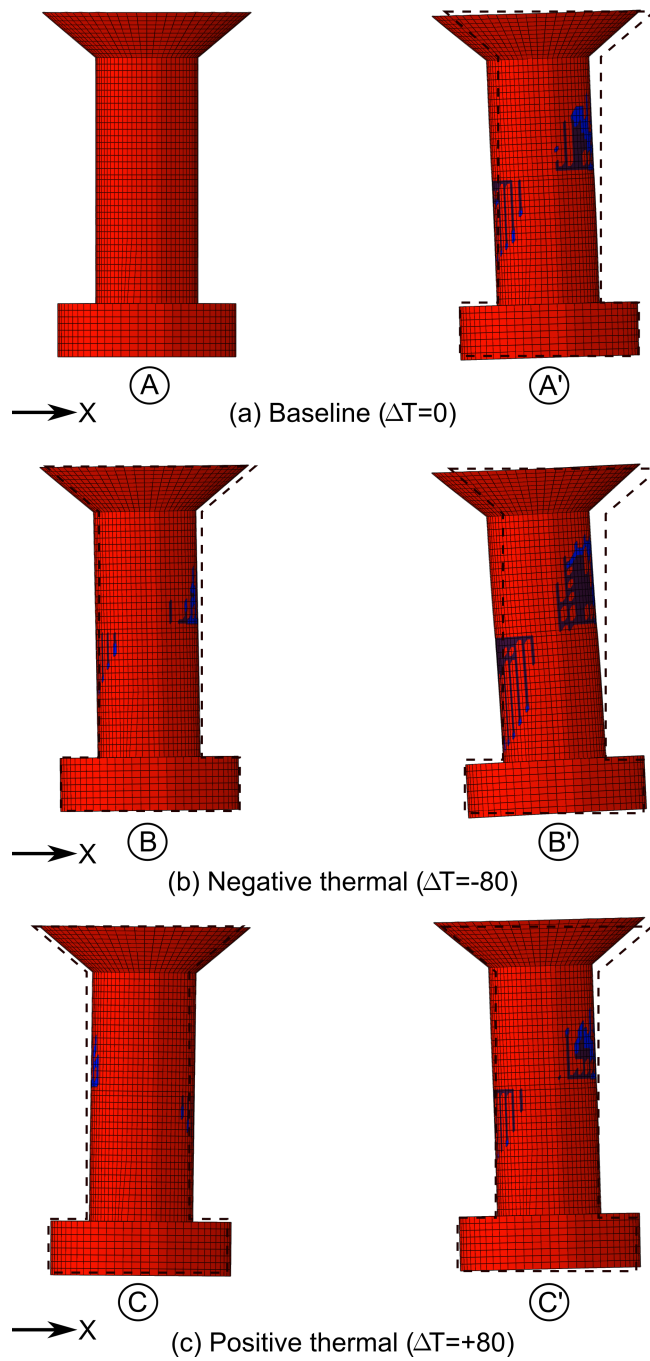 A A'
X (a) Baseline (ΔT=0)
B B'
X (b) Negative thermal (ΔT=-80)
C C'
X (c) Positive thermal (ΔT=+80)